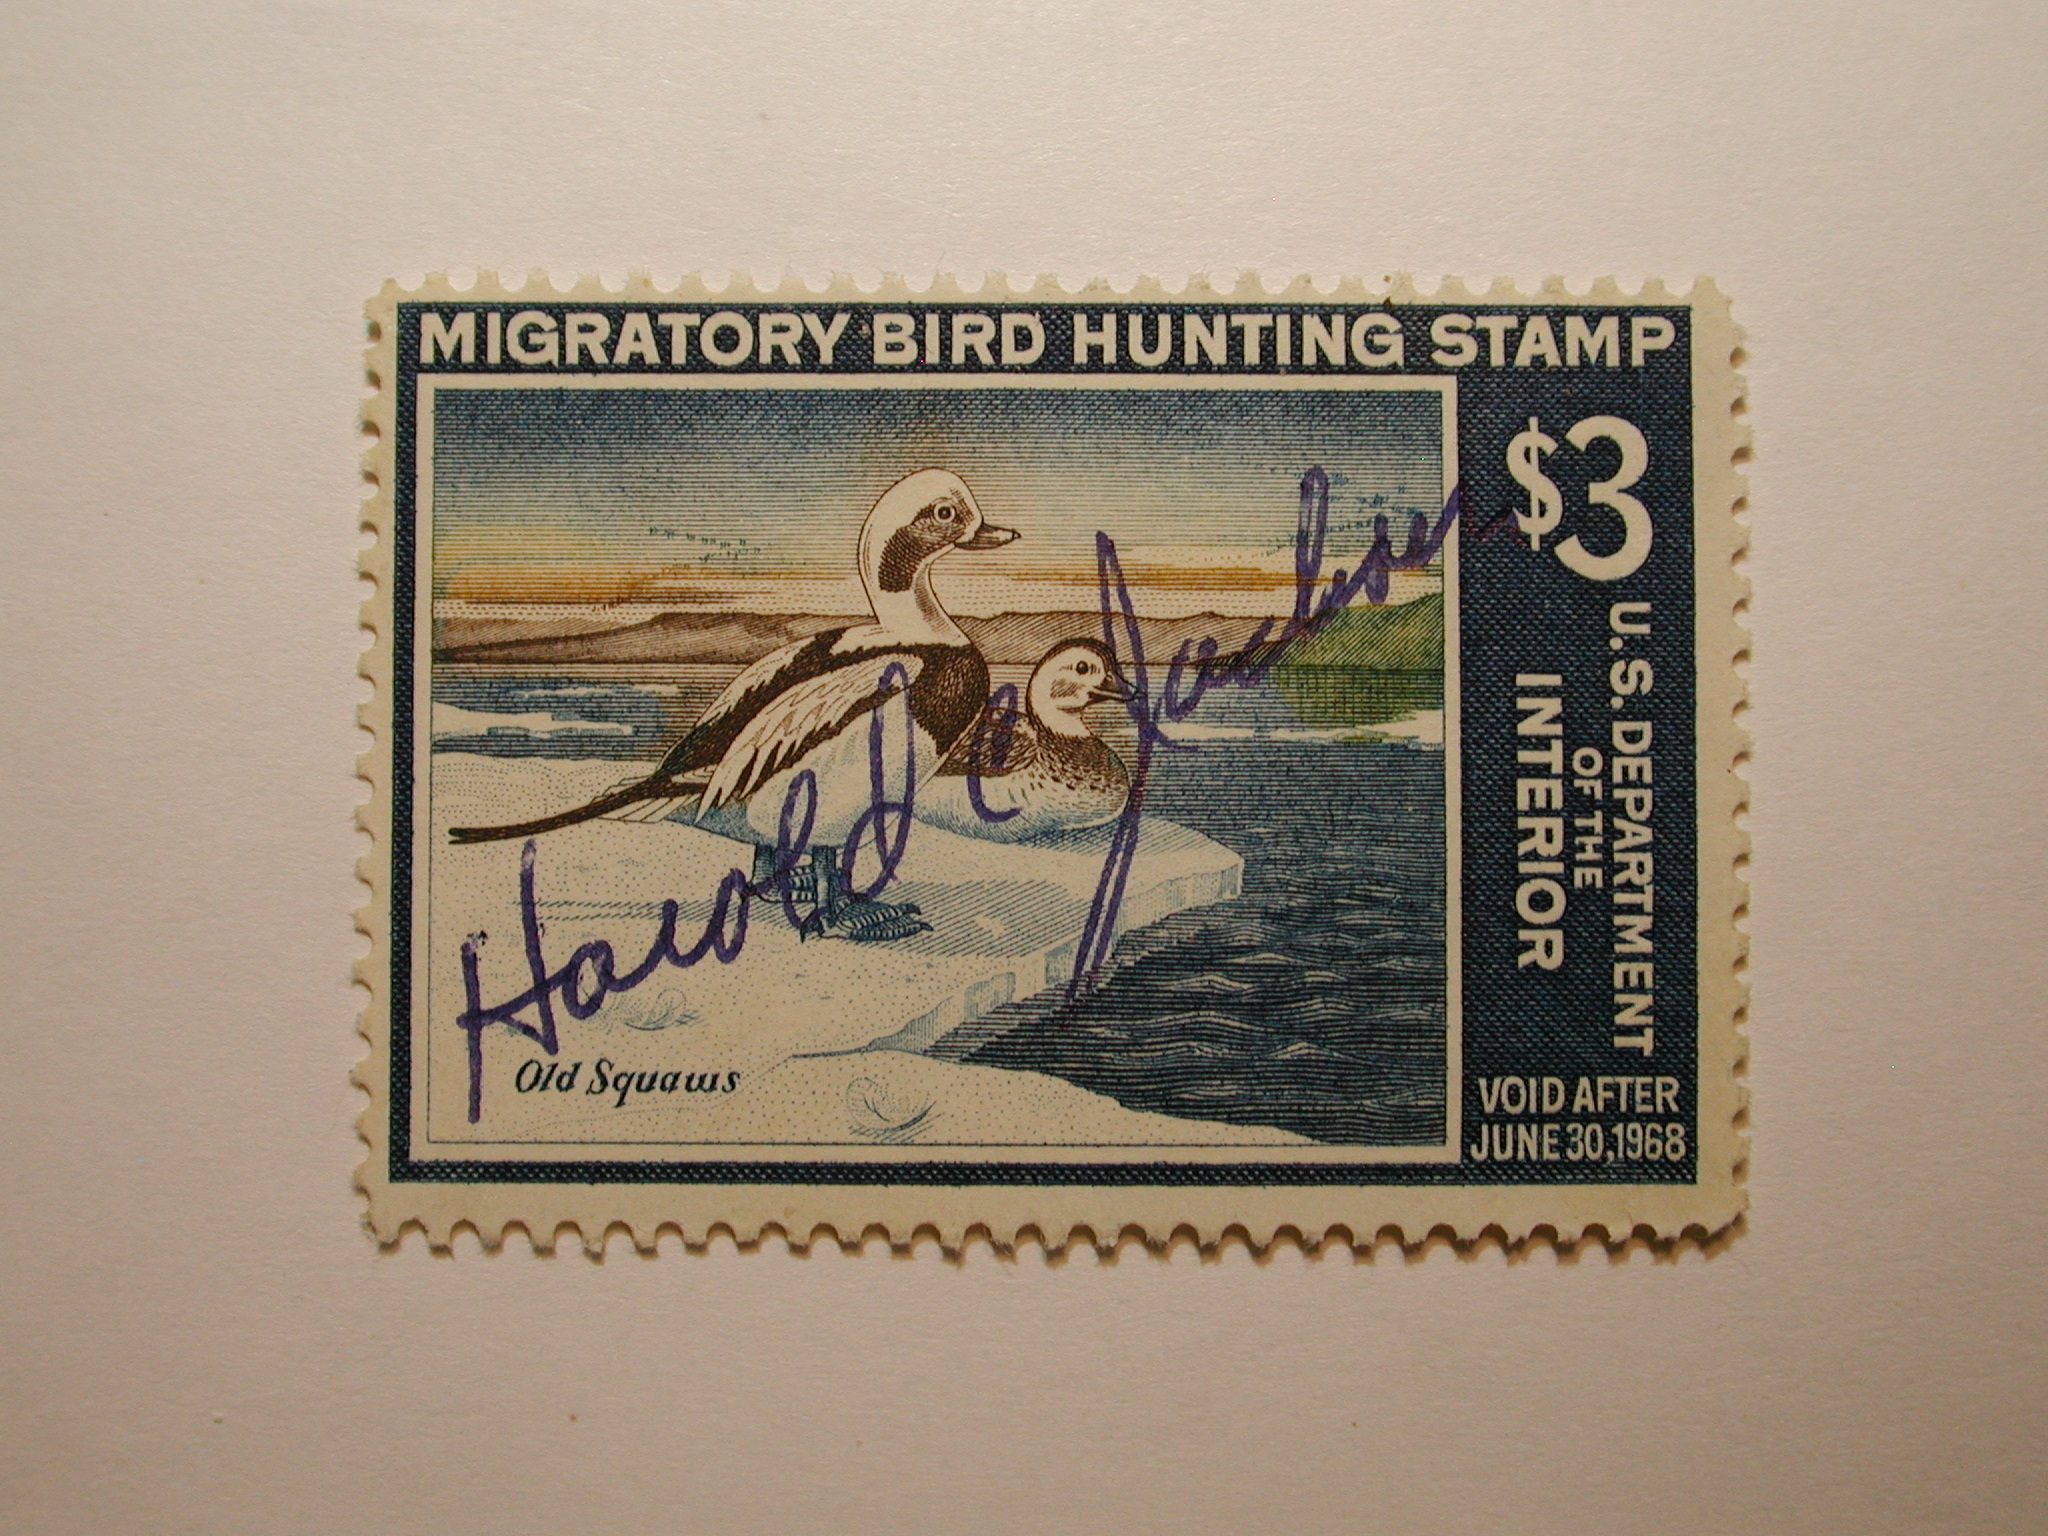 MIGRATORY BIRD HUNTING STAMP
$3
U.S. DEPARTMENT
OF THE
INTERIOR
Harold
Old Squaws
VOID AFTER
JUNE 30, 1968